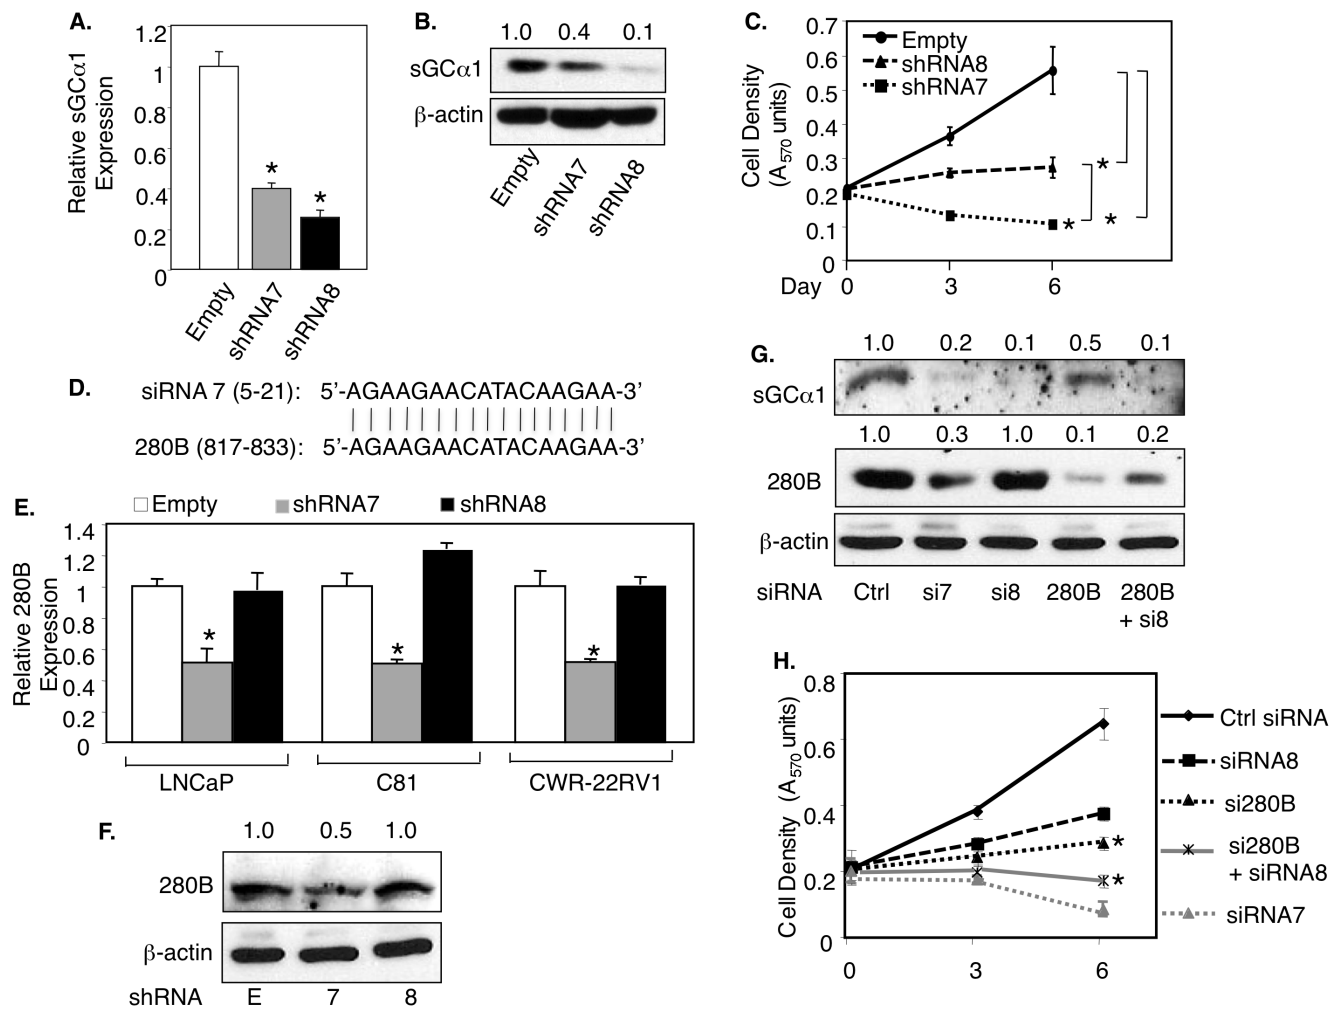 A.
Relative sGCα1
Expression
1.2
1
0.8
0.6
0.4
0.2
0
*
*
Empty
shRNA7
shRNA8
B.
1.0 0.4 0.1
sGCα1
β-actin
Empty
shRNA7
shRNA8
C.
Cell Density
(A570 units)
0.7
0.6
0.5
0.4
0.3
0.2
0.1
0
Empty
shRNA8
shRNA7
*
* *
Day 0 3 6
D.
siRNA 7 (5-21): 5’-AGAAGAACATACAAGAA-3’
280B (817-833): 5’-AGAAGAACATACAAGAA-3’
E.
Empty shRNA7 shRNA8
Relative 280B
Expression
1.4
1.2
1
0.8
0.6
0.4
0.2
0
* * *
LNCaP C81 CWR-22RV1
F.
1.0 0.5 1.0
280B
β-actin
shRNA E 7 8
G.
1.0 0.2 0.1 0.5 0.1
sGCα1
1.0 0.3 1.0 0.1 0.2
280B
β-actin
siRNA Ctrl si7 si8 280B 280B
+ si8
H.
Cell Density (A570 units)
0.8
0.6
0.4
0.2
0
*
*
0 3 6
Ctrl siRNA
siRNA8
si280B
si280B
+ siRNA8
siRNA7